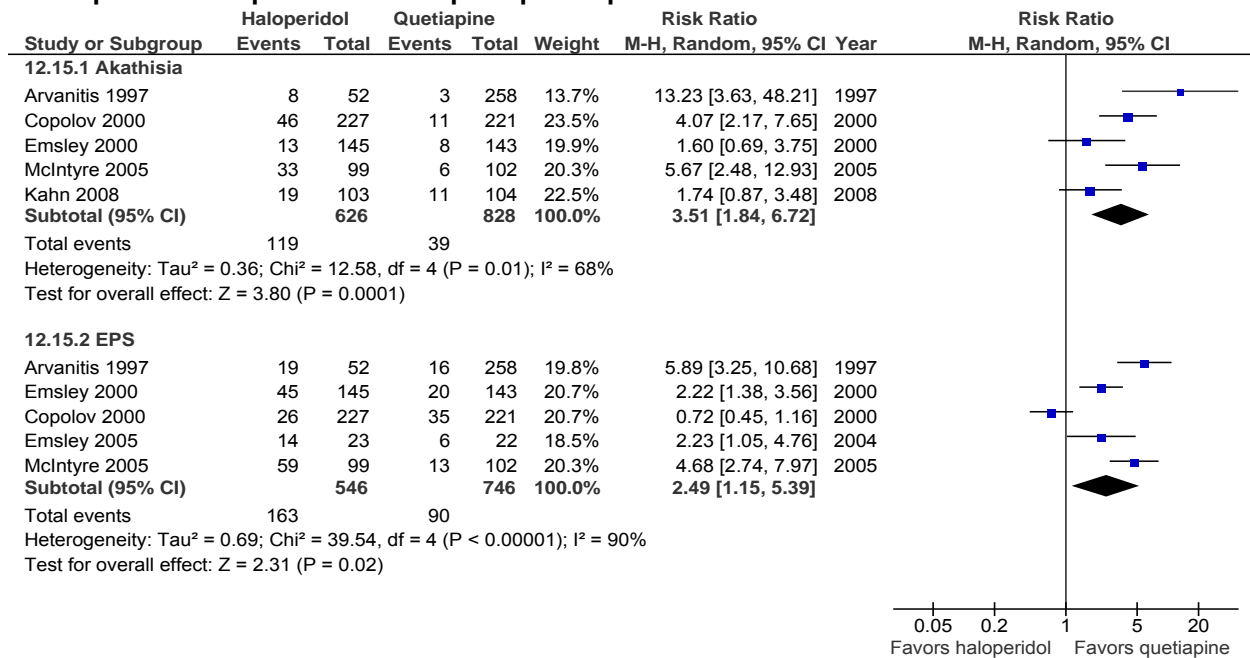 Haloperidol Quetiapine Risk Ratio Risk Ratio
Study or Subgroup Events Total Events Total Weight M-H, Random, 95% CI Year M-H, Random, 95% CI
12.15.1 Akathisia
Arvanitis 1997 8 52 3 258 13.7% 13.23 [3.63, 48.21] 1997
Copolov 2000 46 227 11 221 23.5% 4.07 [2.17, 7.65] 2000
Emsley 2000 13 145 8 143 19.9% 1.60 [0.69, 3.75] 2000
McIntyre 2005 33 99 6 102 20.3% 5.67 [2.48, 12.93] 2005
Kahn 2008 19 103 11 104 22.5% 1.74 [0.87, 3.48] 2008
Subtotal (95% CI) 626 828 100.0% 3.51 [1.84, 6.72]
Total events 119 39
Heterogeneity: Tau² = 0.36; Chi² = 12.58, df = 4 (P = 0.01); I² = 68%
Test for overall effect: Z = 3.80 (P = 0.0001)
12.15.2 EPS
Arvanitis 1997 19 52 16 258 19.8% 5.89 [3.25, 10.68] 1997
Emsley 2000 45 145 20 143 20.7% 2.22 [1.38, 3.56] 2000
Copolov 2000 26 227 35 221 20.7% 0.72 [0.45, 1.16] 2000
Emsley 2005 14 23 6 22 18.5% 2.23 [1.05, 4.76] 2004
McIntyre 2005 59 99 13 102 20.3% 4.68 [2.74, 7.97] 2005
Subtotal (95% CI) 546 746 100.0% 2.49 [1.15, 5.39]
Total events 163 90
Heterogeneity: Tau² = 0.69; Chi² = 39.54, df = 4 (P < 0.00001); I² = 90%
Test for overall effect: Z = 2.31 (P = 0.02)
0.05 0.2 1 5 20
Favors haloperidol Favors quetiapine